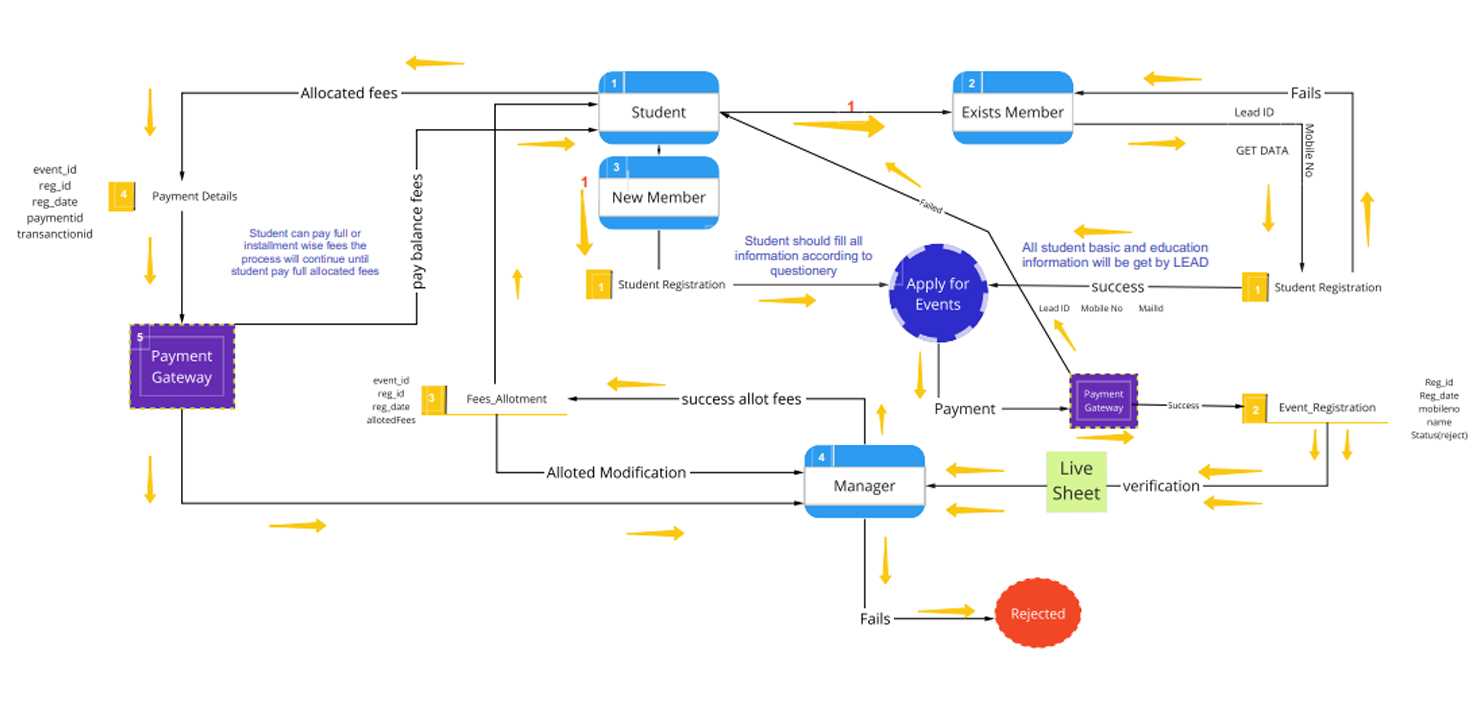 Allocated fees
1
Student
1
2
Exists Member
Fails
Lead ID
Mobile No
GET DATA
3
New Member
1
event_id
reg_id
reg_date
paymentid
transanctionid
4
Payment Details
Student can pay full or
installment wise fees the
process will continue until
student pay full allocated fees
pay balance fees
1
Student Registration
Student should fill all
information according to
questionery
Failed
Apply for
Events
All student basic and education
information will be get by LEAD
success
Lead ID
Mobile No
MailId
1
Student Registration
5
Payment
Gateway
event_id
reg_id
reg_date
allotedFees
3
Fees_Allotment
success allot fees
Payment
Payment
Gateway
Success
2
Event_Registration
Reg_id
Reg_date
mobileno
name
Status(reject)
Alloted Modification
4
Manager
Live
Sheet
verification
Fails
Rejected